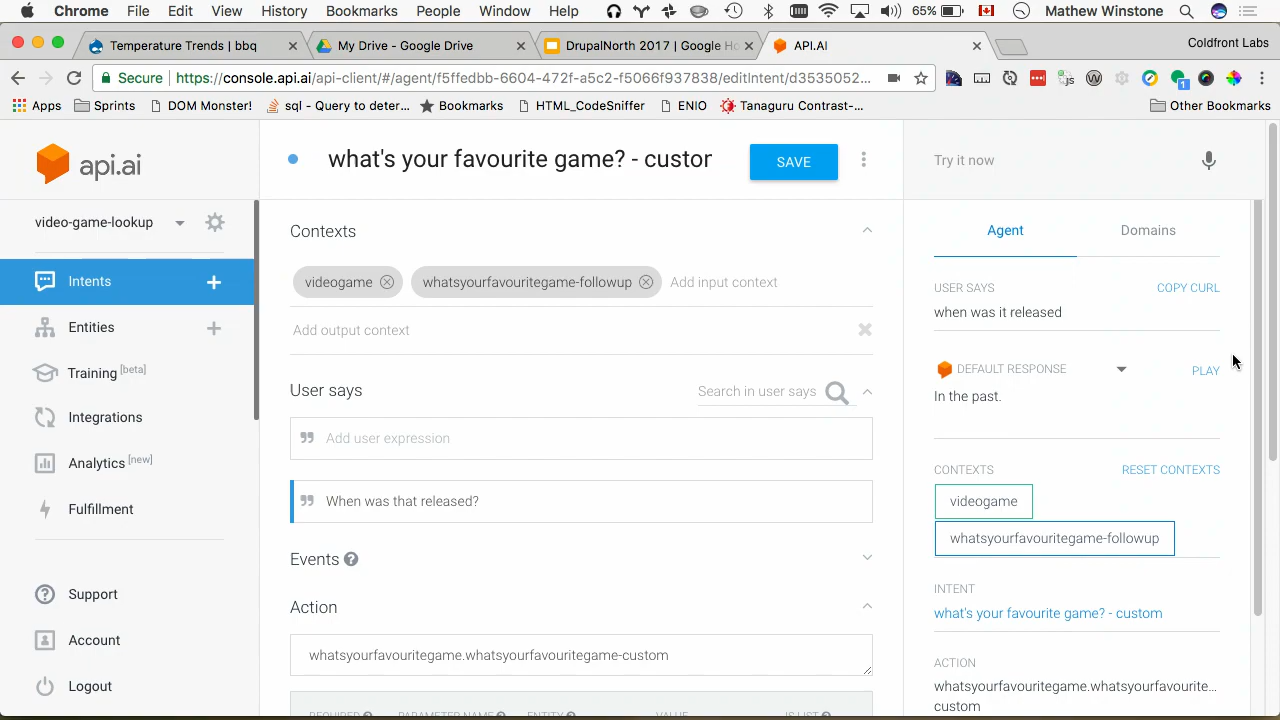 Chrome File Edit View History Bookmarks People Window Help 65% Mathew Winstone
Temperature Trends | bbq
My Drive - Google Drive
DrupalNorth 2017 | Google Ho
API.AI
Coldfront Labs
Secure | https://console.api.ai/api-client/#/agent/f5ffedbb-6604-472f-a5c2-f5066f937838/editIntent/d3535052...
Apps Sprints DOM Monster! sql - Query to deter... Bookmarks HTML_CodeSniffer ENIO Tanaguru Contrast-... Other Bookmarks
api.ai
video-game-lookup
Intents
Entities
Training [beta]
Integrations
Analytics [new]
Fulfillment
Support
Account
Logout
what's your favourite game? - custor
SAVE
Contexts
videogame
whatsyourfavouritegame-followup
Add input context
Add output context
User says
Search in user says
Add user expression
When was that released?
Events
Action
whatsyourfavouritegame.whatsyourfavouritegame-custom
REQUIRED PARAMETER NAME ENTITY VALUE IS LIST
Try it now
Agent
Domains
USER SAYS
COPY CURL
when was it released
DEFAULT RESPONSE
PLAY
In the past.
CONTEXTS
RESET CONTEXTS
videogame
whatsyourfavouritegame-followup
INTENT
what's your favourite game? - custom
ACTION
whatsyourfavouritegame.whatsyourfavourite...
custom